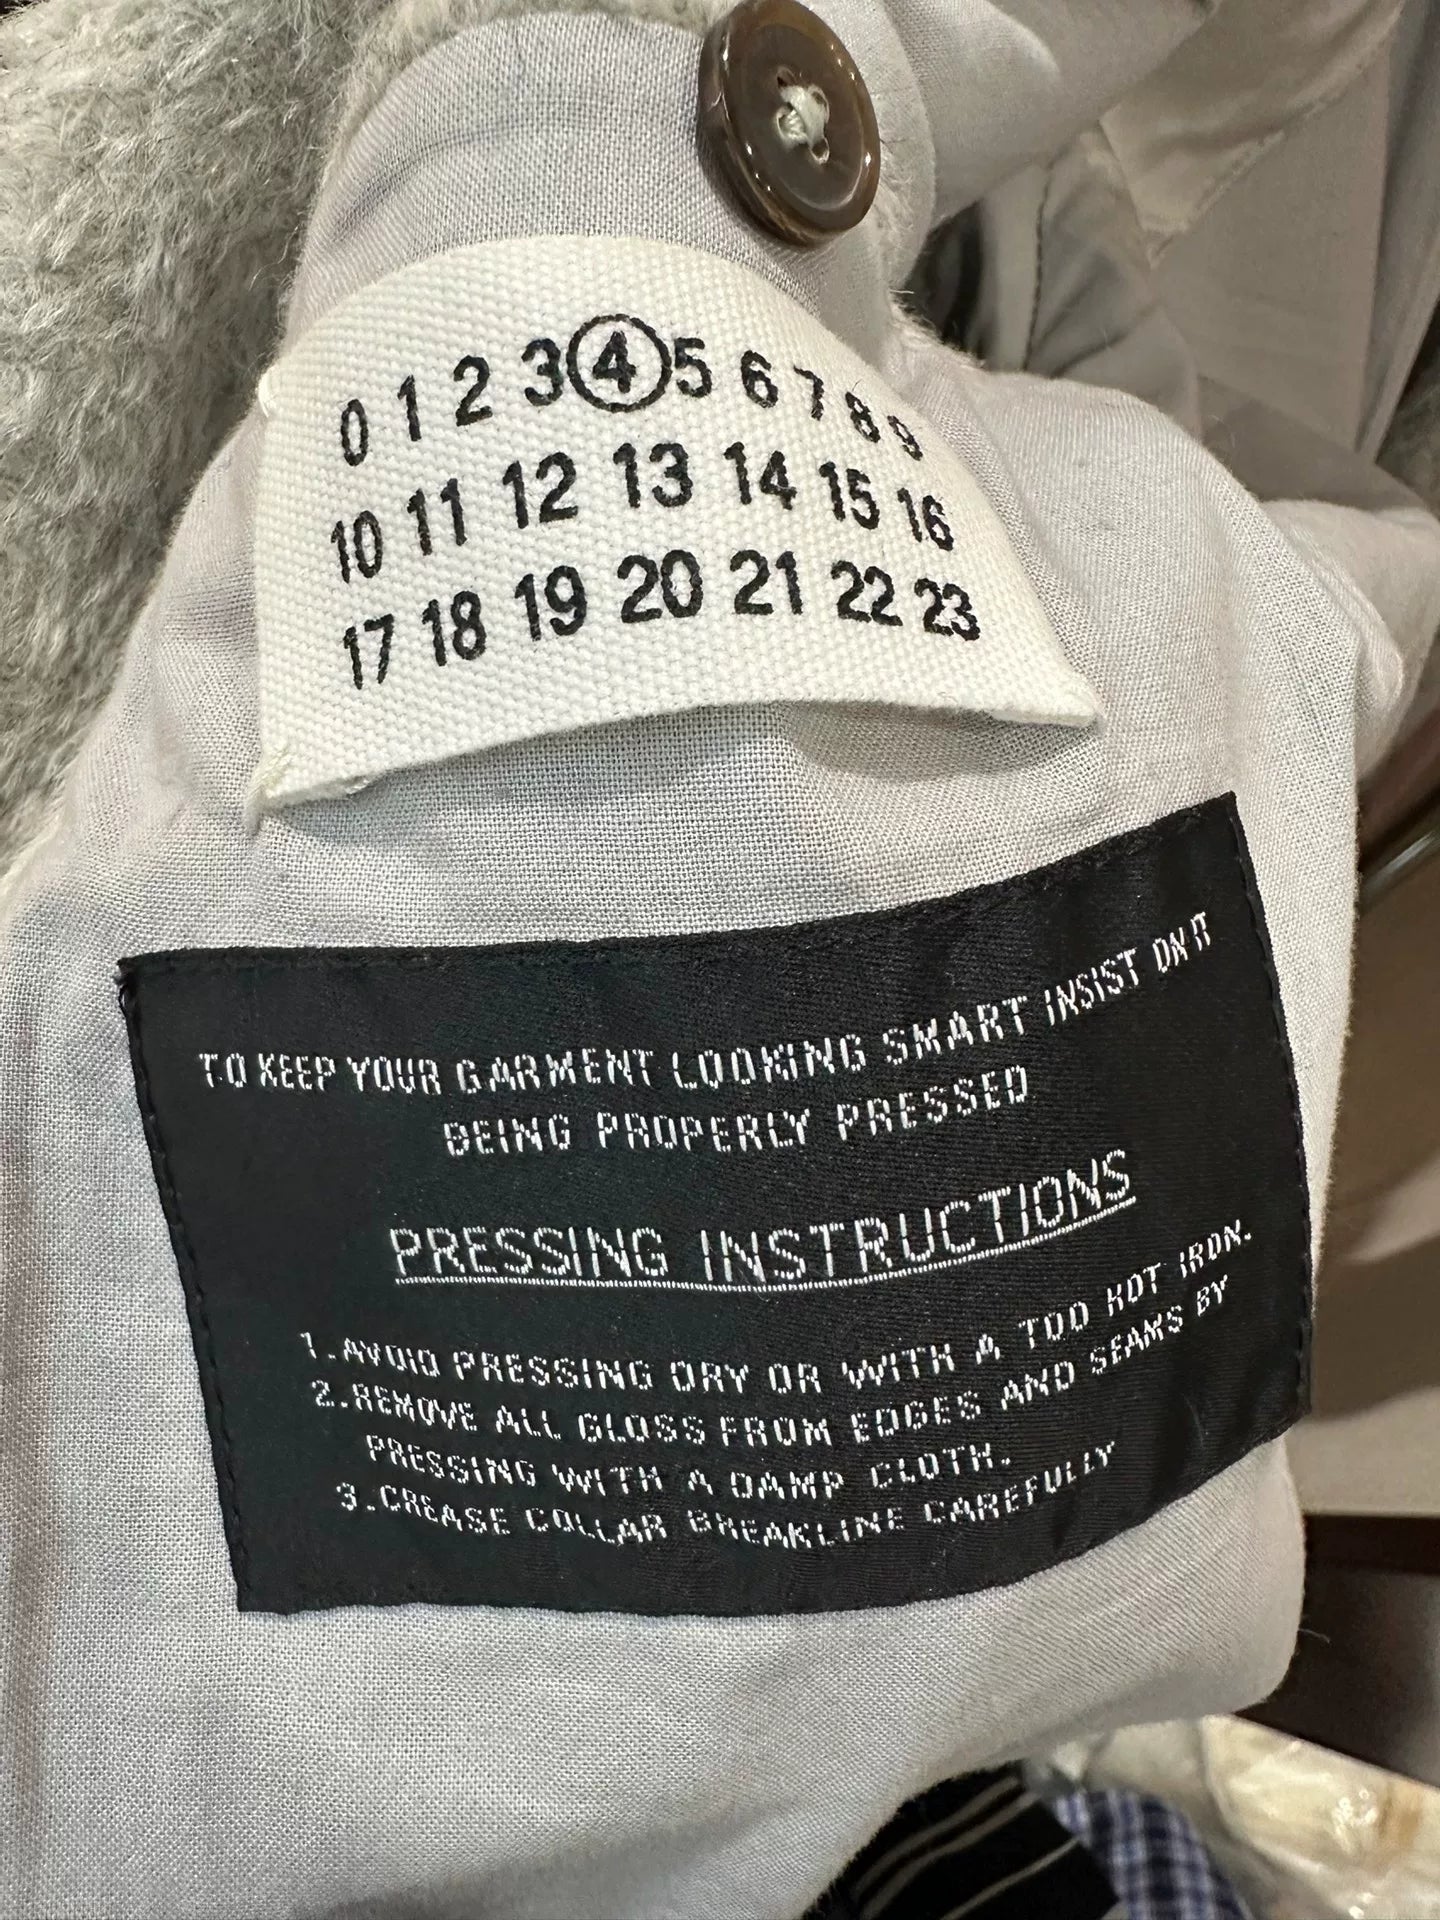 0 1 2 3 4 5 6 7 8 9
10 11 12 13 14 15 16
17 18 19 20 21 22 23
TO KEEP YOUR GARMENT LOOKING SMART INSIST ON IT
BEING PROPERLY PRESSED
PRESSING INSTRUCTIONS
1.AVOID PRESSING DRY OR WITH A TOO HOT IRON.
2.REMOVE ALL GLOSS FROM EDGES AND SEAMS BY
PRESSING WITH A DAMP CLOTH.
3.CREASE COLLAR BREAKLINE CAREFULLY